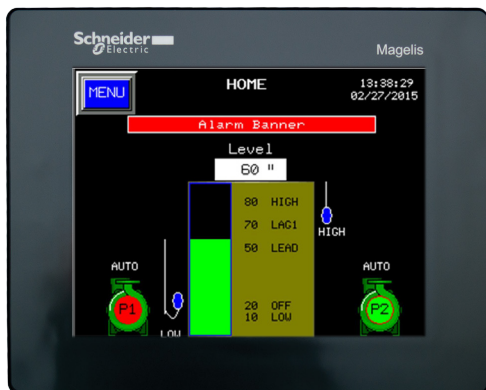 Schneider
Electric
Magelis
MENU
HOME
13:38:29
02/27/2015
Alarm Banner
Level
60 "
80 HIGH
70 LAG1
50 LEAD
20 OFF
10 LOW
HIGH
AUTO
P1
LOW
AUTO
P2